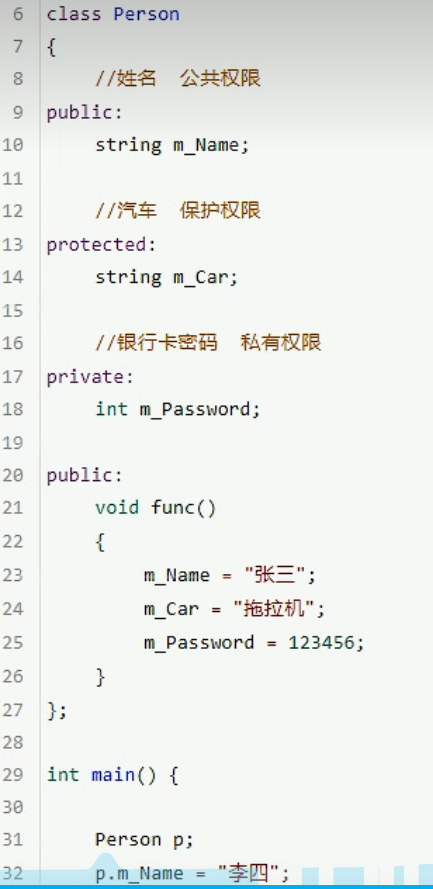 6 class Person
7 {
8 //姓名 公共权限
9 public:
10 string m_Name;
11
12 //汽车 保护权限
13 protected:
14 string m_Car;
15
16 //银行卡密码 私有权限
17 private:
18 int m_Password;
19
20 public:
21 void func()
22 {
23 m_Name = "张三";
24 m_Car = "拖拉机";
25 m_Password = 123456;
26 }
27 };
28
29 int main() {
30
31 Person p;
32 p.m_Name = "李四";